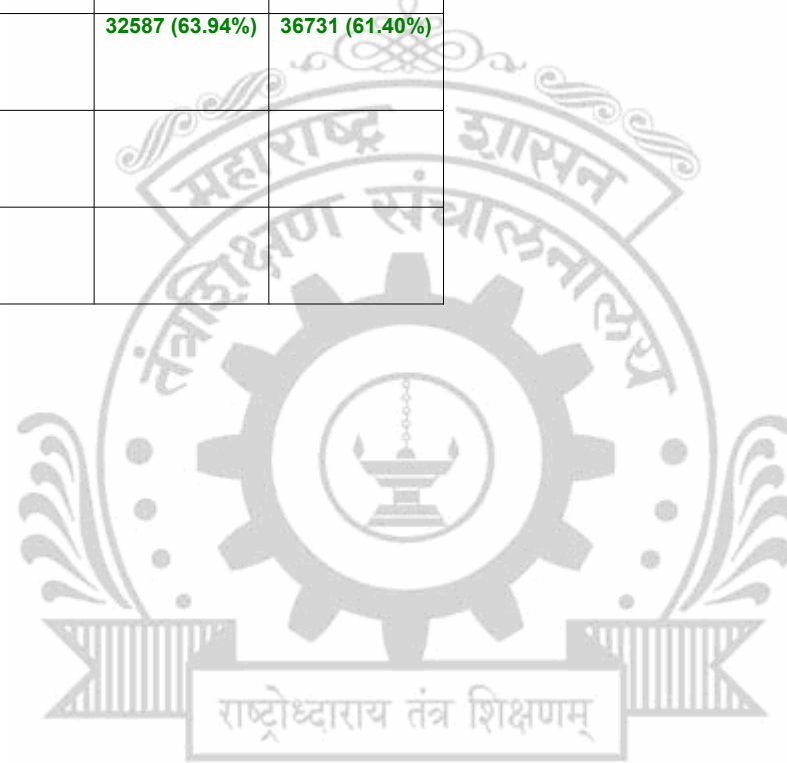 32587 (63.94%) 36731 (61.40%)
महाराष्ट्र शासन
तंत्रशिक्षण संचालनालय
राष्ट्रोध्दाराय तंत्र शिक्षणम्